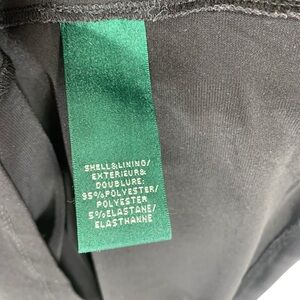 SHELL&LINING/
EXTERIEUR&
DOUBLURE:
95%POLYESTER/
POLYESTER
5%ELASTANE/
ELASTHANNE